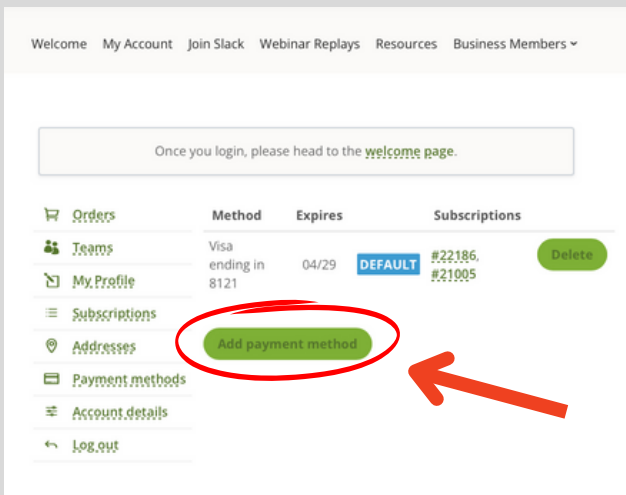 Welcome My Account Join Slack Webinar Replays Resources Business Members
Once you login, please head to the welcome page.
Orders
Teams
My Profile
Subscriptions
Addresses
Payment methods
Account details
Log out
Method Expires Subscriptions
Visa
ending in
8121
04/29
DEFAULT
#22186,
#21005
Delete
Add payment method